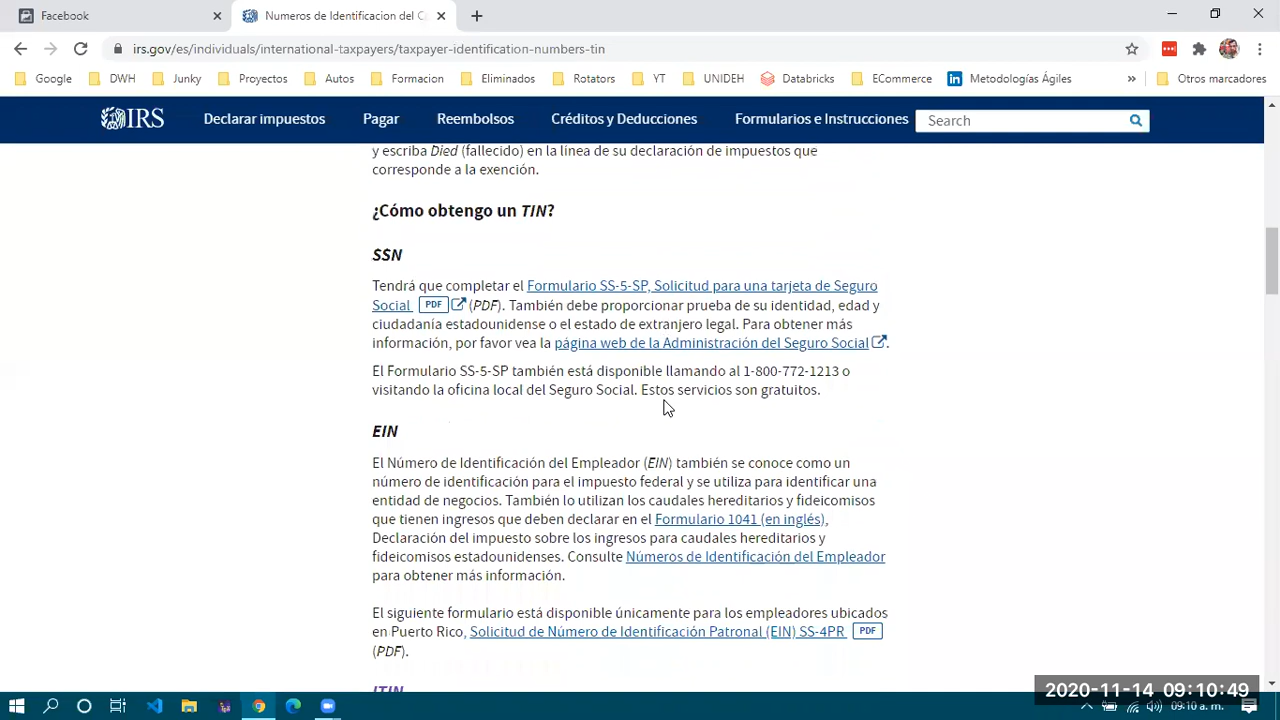 Facebook
Numeros de Identificacion del C
irs.gov/es/individuals/international-taxpayers/taxpayer-identification-numbers-tin
Google DWH Junky Proyectos Autos Formacion Eliminados Rotators YT UNIDEH Databricks ECommerce Metodologías Ágiles » Otros marcadores
IRS Declarar impuestos Pagar Reembolsos Créditos y Deducciones Formularios e Instrucciones Search
y escriba Died (fallecido) en la línea de su declaración de impuestos que
corresponde a la exención.
¿Cómo obtengo un TIN?
SSN
Tendrá que completar el Formulario SS-5-SP, Solicitud para una tarjeta de Seguro
Social PDF (PDF). También debe proporcionar prueba de su identidad, edad y
ciudadanía estadounidense o el estado de extranjero legal. Para obtener más
información, por favor vea la página web de la Administración del Seguro Social.
El Formulario SS-5-SP también está disponible llamando al 1-800-772-1213 o
visitando la oficina local del Seguro Social. Estos servicios son gratuitos.
EIN
El Número de Identificación del Empleador (EIN) también se conoce como un
número de identificación para el impuesto federal y se utiliza para identificar una
entidad de negocios. También lo utilizan los caudales hereditarios y fideicomisos
que tienen ingresos que deben declarar en el Formulario 1041 (en inglés),
Declaración del impuesto sobre los ingresos para caudales hereditarios y
fideicomisos estadounidenses. Consulte Números de Identificación del Empleador
para obtener más información.
El siguiente formulario está disponible únicamente para los empleadores ubicados
en Puerto Rico, Solicitud de Número de Identificación Patronal (EIN) SS-4PR PDF
(PDF).
ITIN
2020-11-14 09:10:49
09:10 a. m.